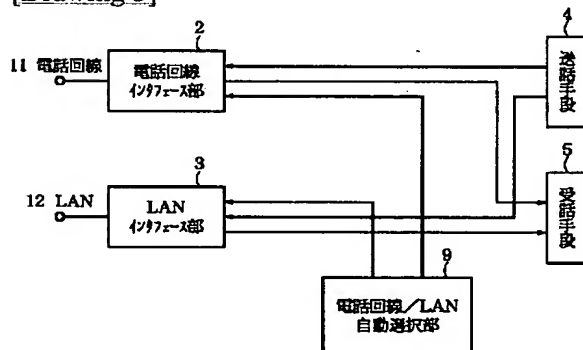 2
4
11 電話回線
電話回線
インタフェース部
送話手段
5
受話手段
3
12 LAN
LAN
インタフェース部
9
電話回線/LAN
自動選択部